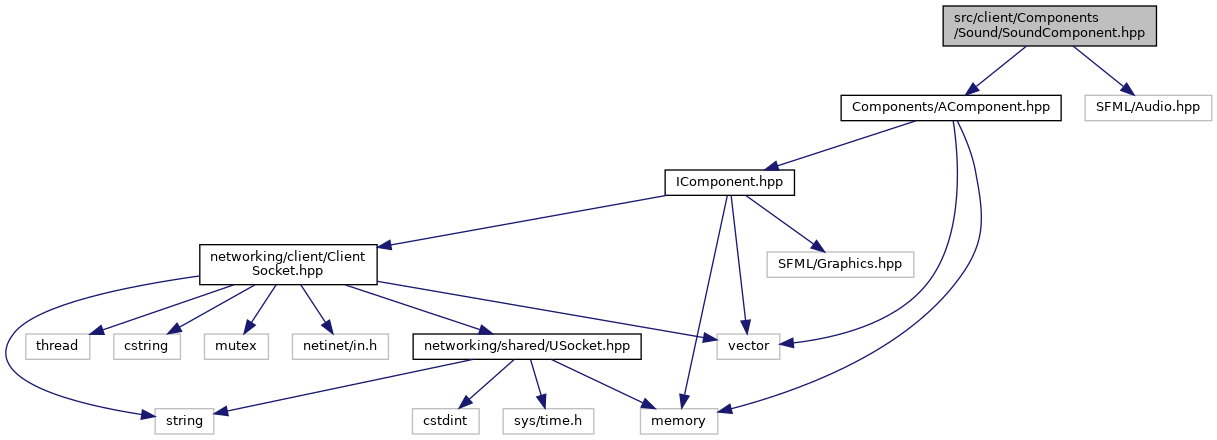 src/client/Components
/Sound/SoundComponent.hpp
Components/AComponent.hpp
SFML/Audio.hpp
IComponent.hpp
networking/client/Client
Socket.hpp
SFML/Graphics.hpp
thread
cstring
mutex
netinet/in.h
networking/shared/USocket.hpp
vector
string
cstdint
sys/time.h
memory